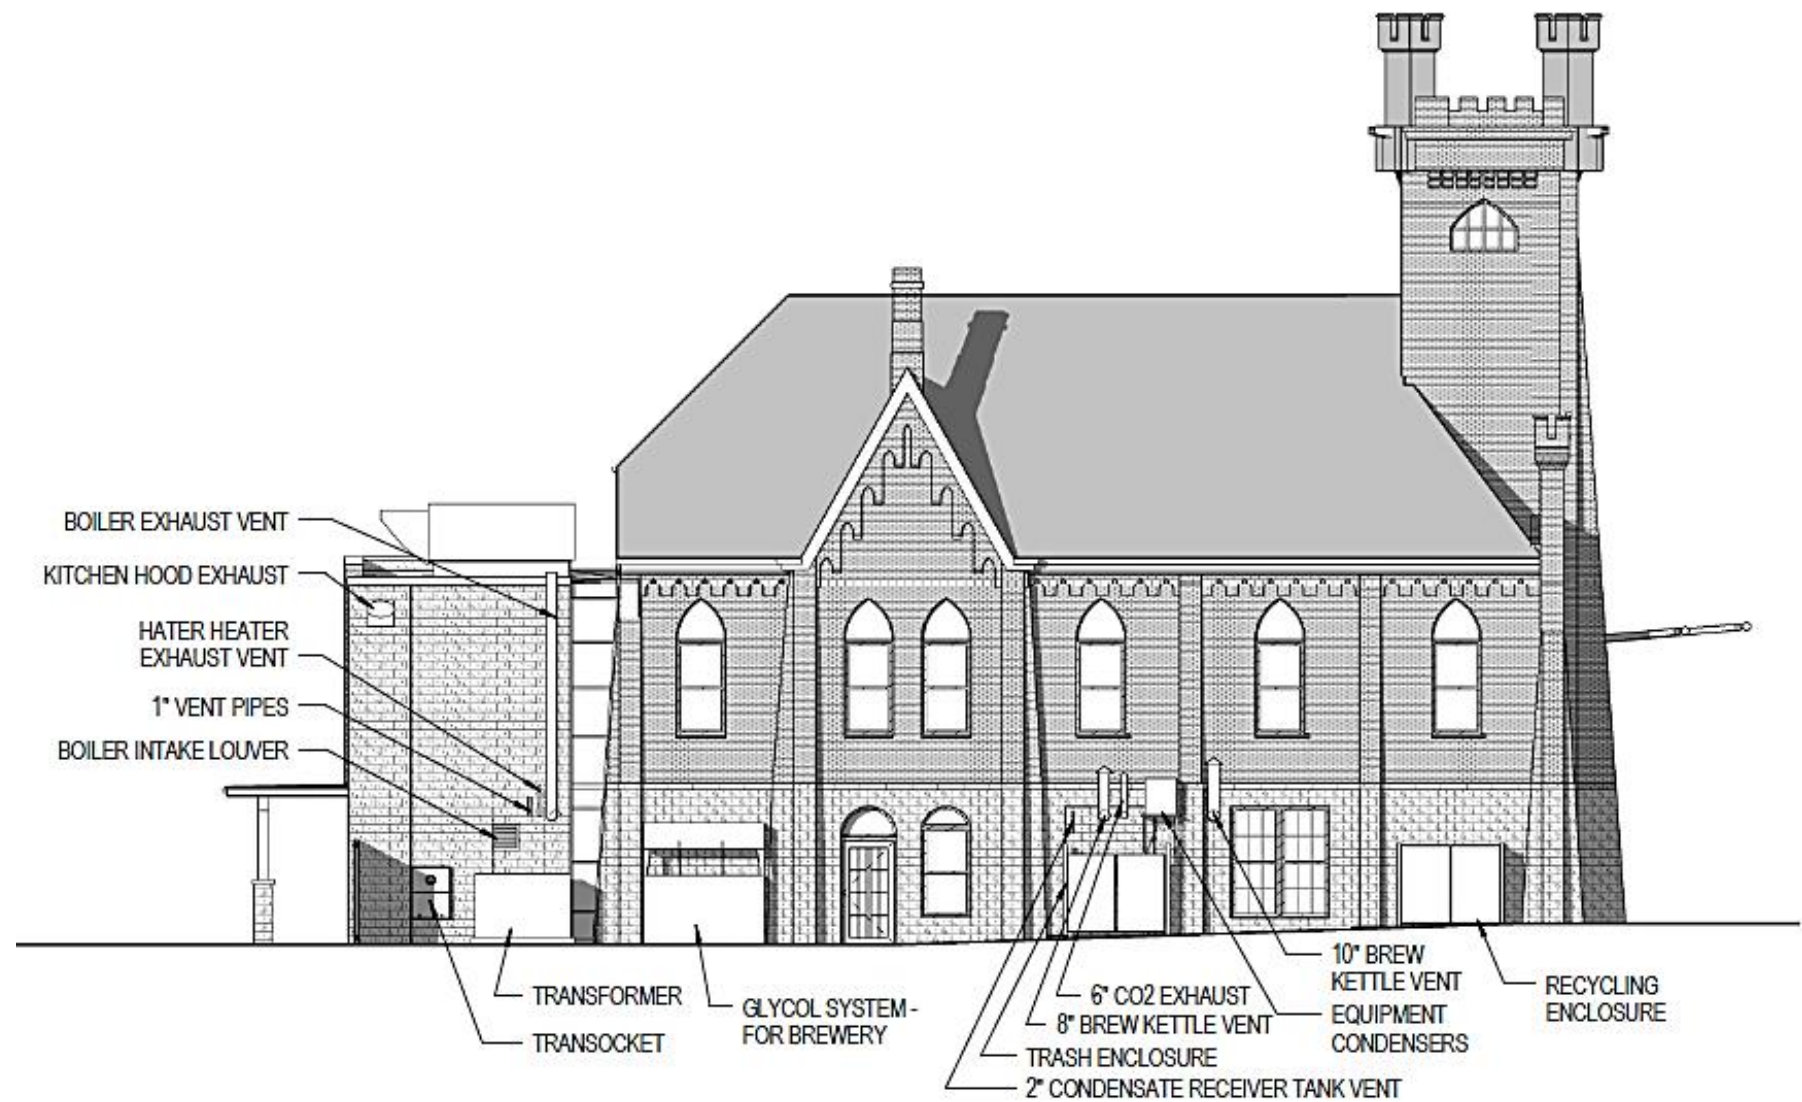 BOILER EXHAUST VENT
KITCHEN HOOD EXHAUST
HATER HEATER
EXHAUST VENT
1" VENT PIPES
BOILER INTAKE LOUVER
TRANSFORMER
TRANSOCKET
GLYCOL SYSTEM -
FOR BREWERY
6" CO2 EXHAUST
8" BREW KETTLE VENT
TRASH ENCLOSURE
2" CONDENSATE RECEIVER TANK VENT
10" BREW
KETTLE VENT
EQUIPMENT
CONDENSERS
RECYCLING
ENCLOSURE